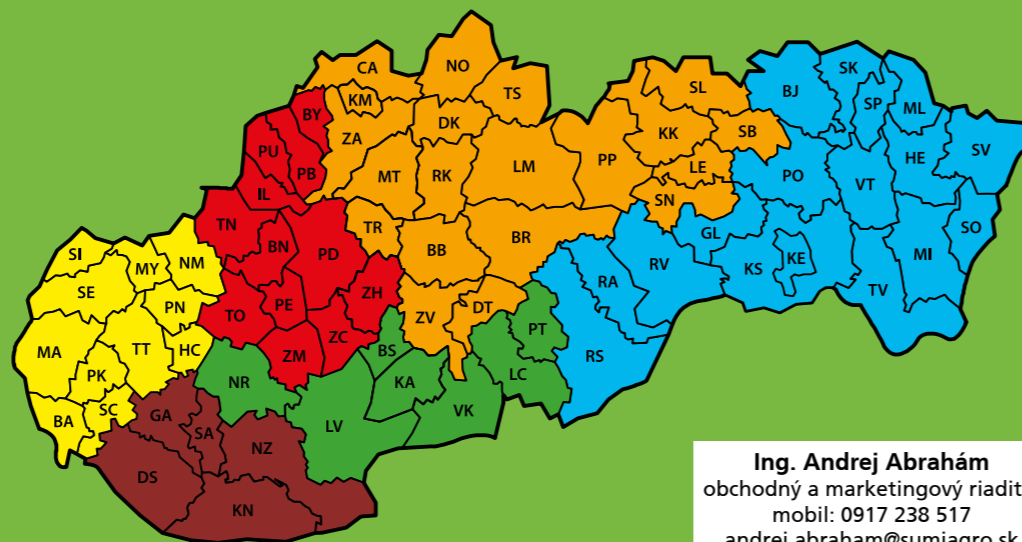 CA
NO
TS
KM
BY
DK
ZA
PU
PB
MT
RK
LM
PP
IL
SL
KK
SB
LE
SN
BJ
SK
SP
ML
SV
HE
PO
VT
SO
MI
TV
TN
BN
PD
TR
BB
BR
GL
KS
KE
RV
RA
RS
SI
MY
NM
SE
PN
TO
PE
ZH
ZC
ZM
ZV
DT
PT
BS
MA
TT
HC
PK
NR
KA
LC
BA
SC
GA
SA
LV
VK
DS
NZ
KN
Ing. Andrej Abrahám
obchodný a marketingový riadit
mobil: 0917 238 517
andrej.abraham@sumiagro.sk